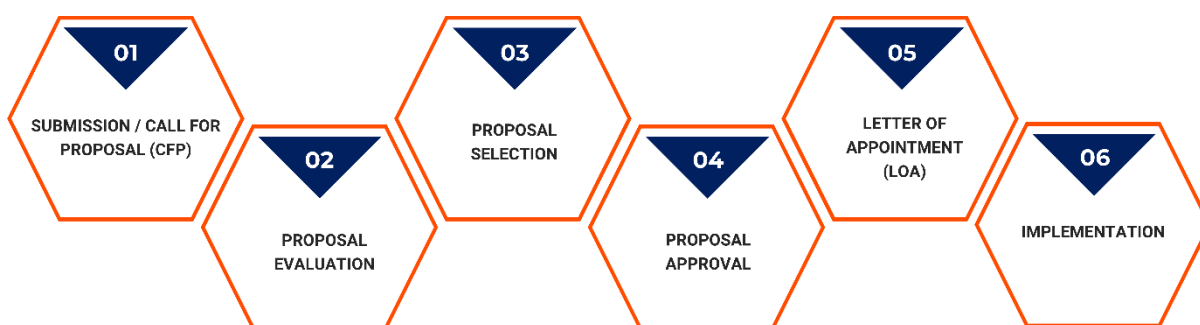 01
SUBMISSION / CALL FOR
PROPOSAL (CFP)
02
PROPOSAL
EVALUATION
03
PROPOSAL
SELECTION
04
PROPOSAL
APPROVAL
05
LETTER OF
APPOINTMENT
(LOA)
06
IMPLEMENTATION